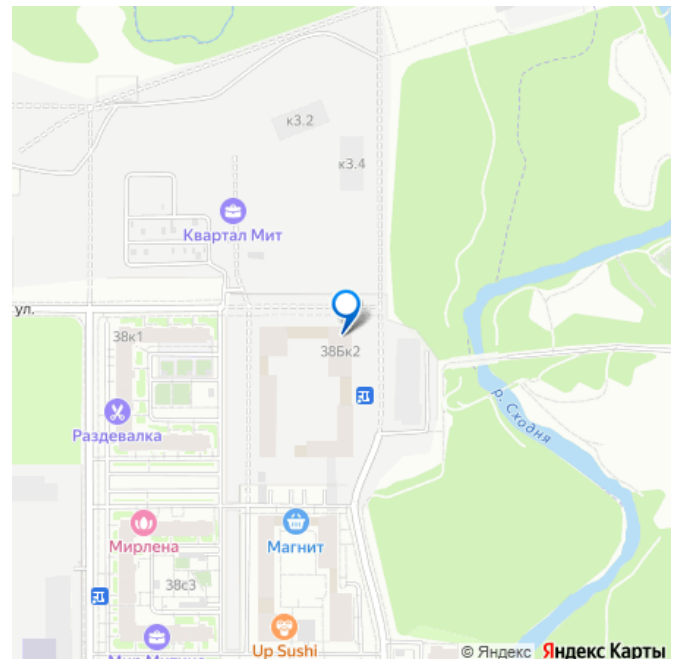 к3.2
к3.4
Квартал Мит
ул.
38к1
38Бк2
Раздевалка
р. Сходня
Мирлена
Магнит
38с3
Up Sushi
© Яндекс Яндекс Карты